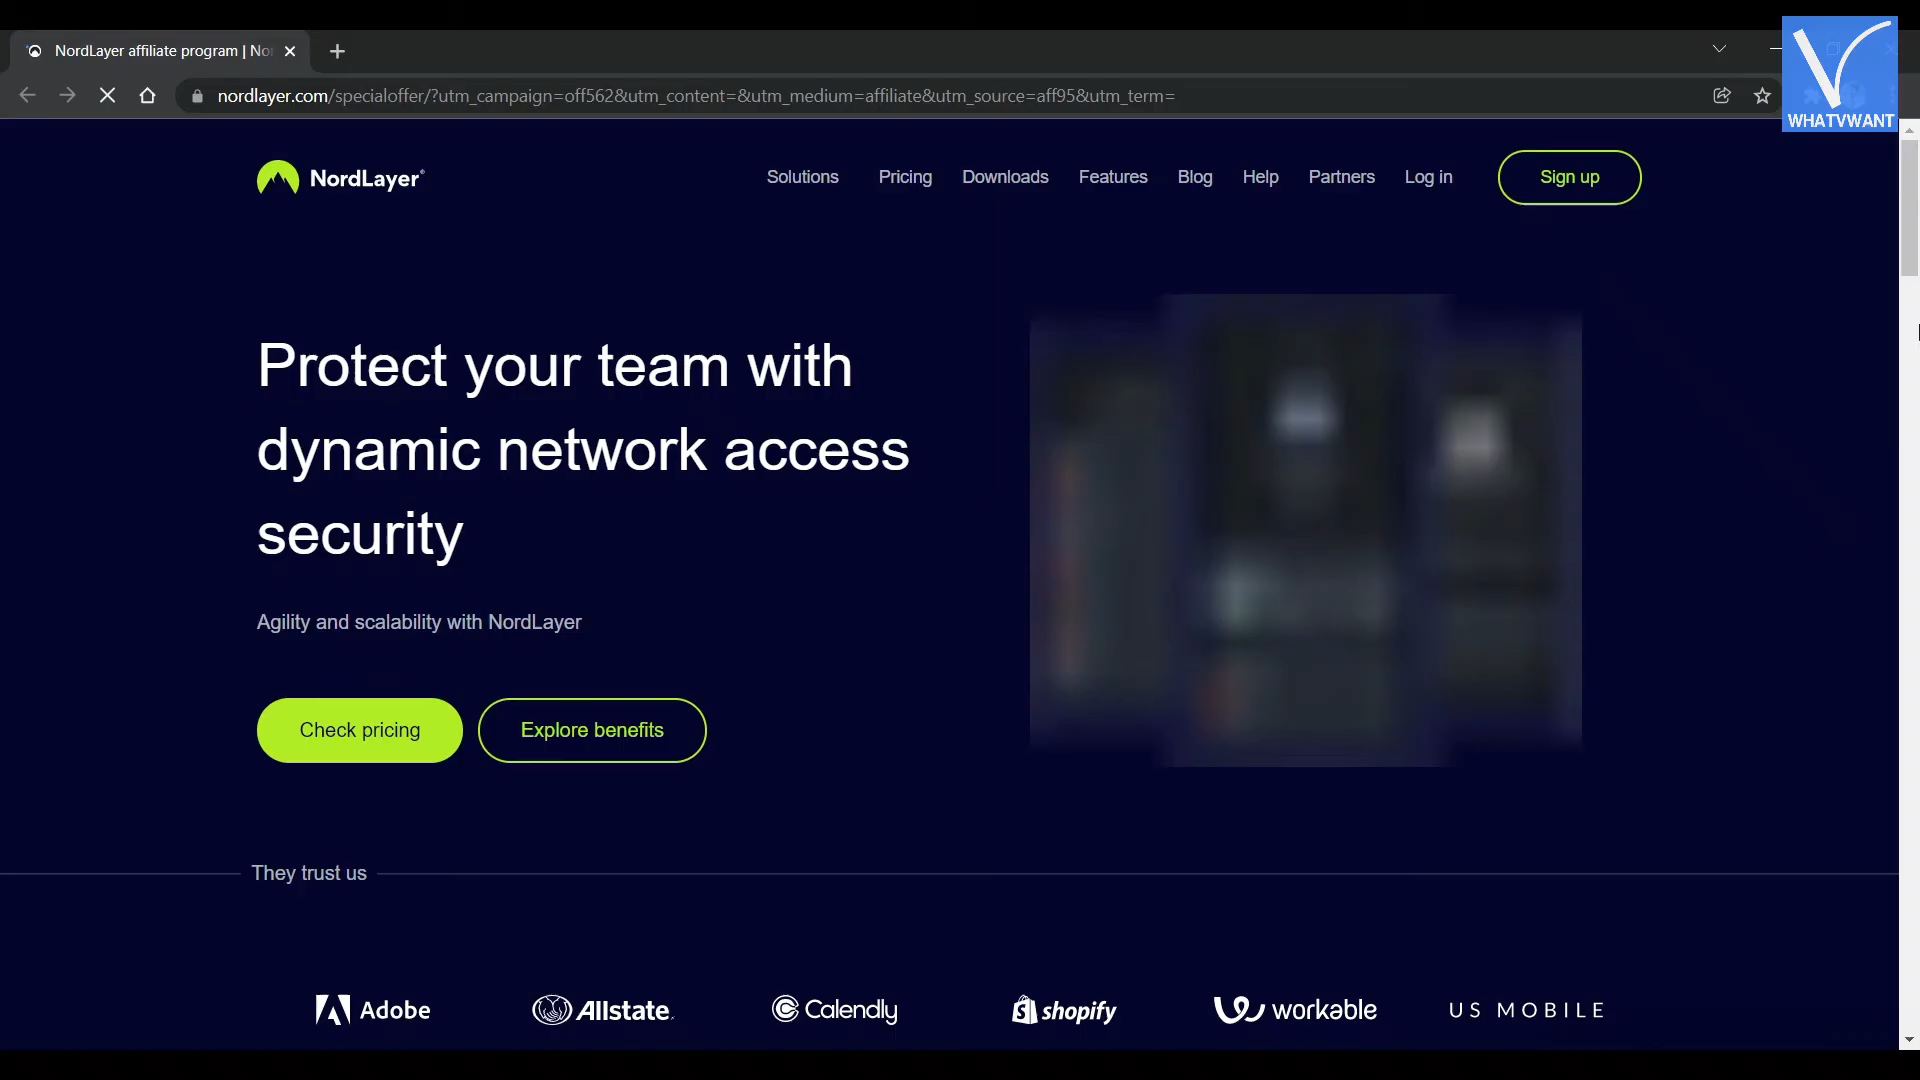 NordLayer affiliate program | No
WHATVWANT
nordlayer.com/specialoffer/?utm_campaign=off562&utm_content=&utm_medium=affiliate&utm_source=aff95&utm_term=
NordLayer®
Solutions
Pricing
Downloads
Features
Blog
Help
Partners
Log in
Sign up
Protect your team with
dynamic network access
security
Agility and scalability with NordLayer
Check pricing
Explore benefits
They trust us
Adobe
Allstate
Calendly
shopify
workable
US MOBILE